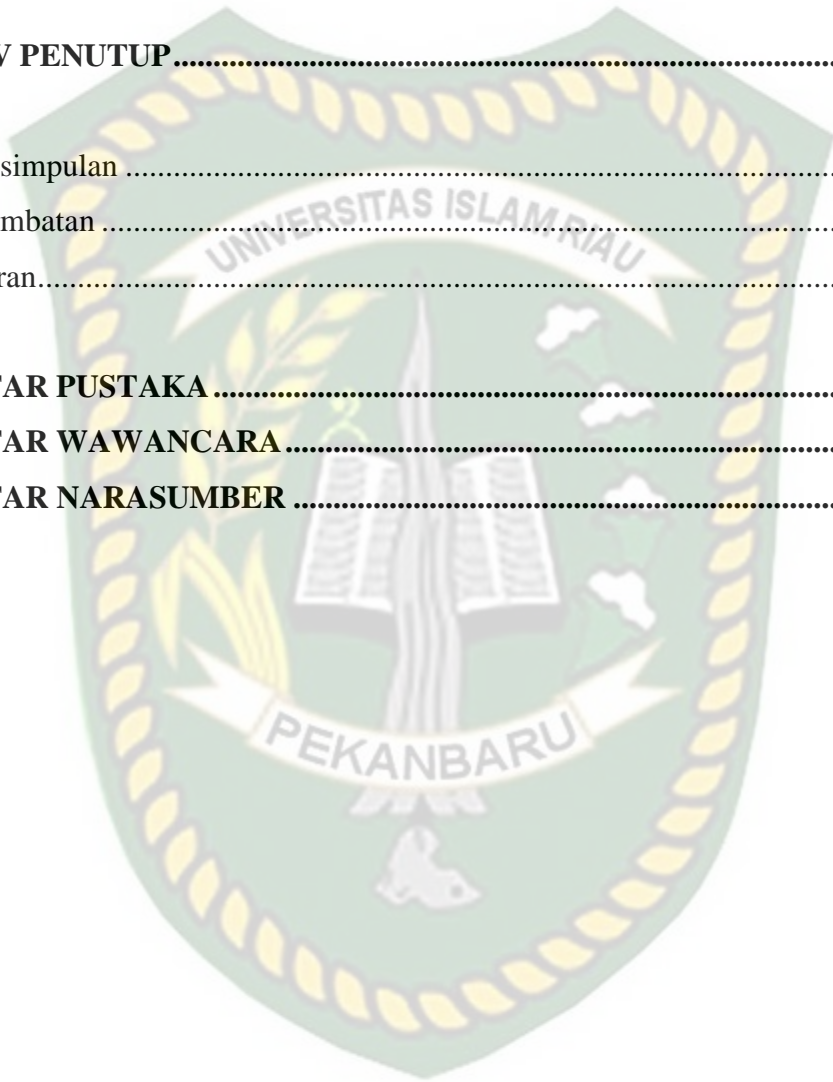 V PENUTUP...............................................................................
simpulan .....................................................................................
mbatan ........................................................................................
UNIVERSITAS ISLAM RIAU
ran................................................................................................
TAR PUSTAKA..........................................................................
TAR WAWANCARA.................................................................
TAR NARASUMBER ................................................................
PEKANBARU